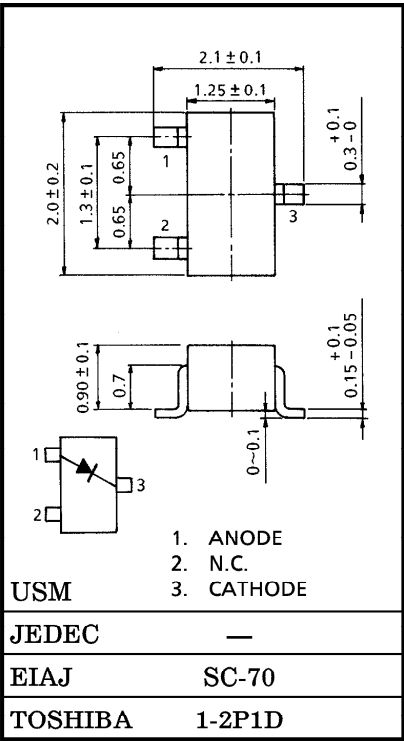 2.1 ± 0.1
1.25 ± 0.1
+0.1
0.3 – 0
2.0 ± 0.2
1.3 ± 0.1
0.65
0.65
1
2
3
0.90 ± 0.1
0.7
0~0.1
+0.1
0.15 – 0.05
1
2
3
1. ANODE
2. N.C.
3. CATHODE
USM
JEDEC —
EIAJ SC-70
TOSHIBA 1-2P1D